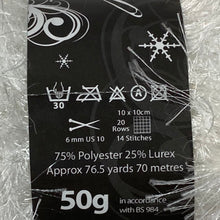 A
30
10 x 10cm
20
Rows
6 mm US 10
14 Stitches
75% Polyester 25% Lurex
Approx 76.5 yards 70 metres
50g
in accordance
with BS 984